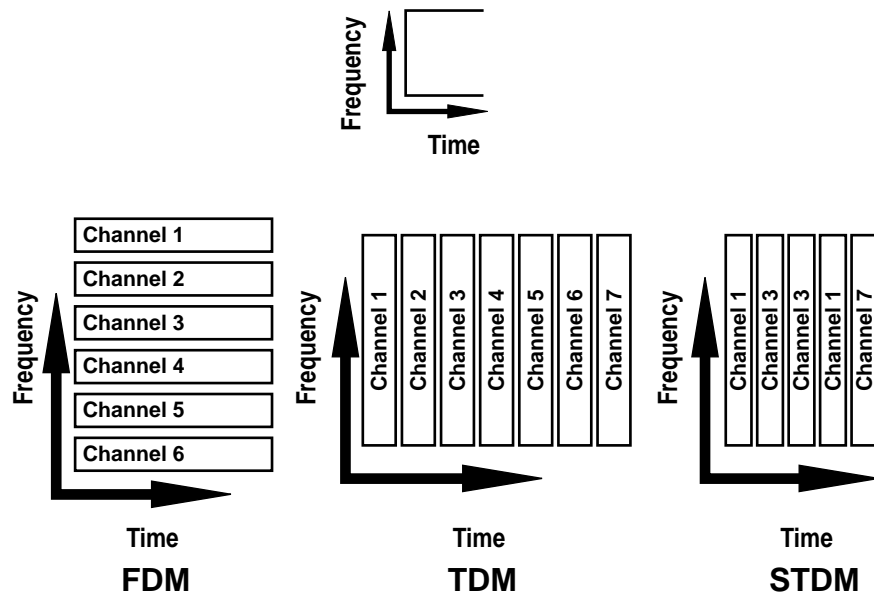 Frequency
Time
Channel 1
Channel 2
Channel 3
Channel 4
Channel 5
Channel 6
Frequency
Time
FDM
Channel 1
Channel 2
Channel 3
Channel 4
Channel 5
Channel 6
Channel 7
Frequency
Time
TDM
Channel 1
Channel 3
Channel 3
Channel 1
Channel 7
Frequency
Time
STDM